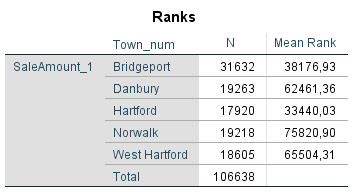 Ranks
Town_num N Mean Rank
SaleAmount_1 Bridgeport 31632 38176,93
Danbury 19263 62461,36
Hartford 17920 33440,03
Norwalk 19218 75820,90
West Hartford 18605 65504,31
Total 106638